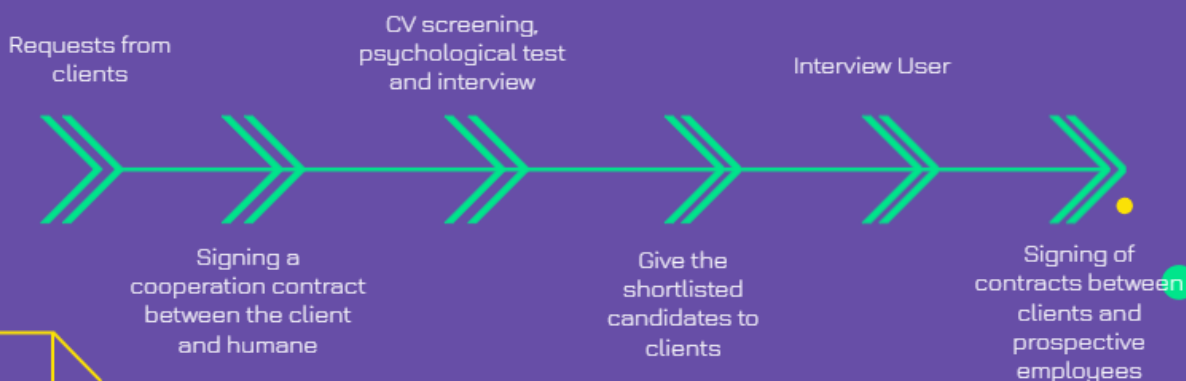 Requests from
clients
Signing a
cooperation contract
between the client
and humane
CV screening,
psychological test
and interview
Give the
shortlisted
candidates to
clients
Interview User
Signing of
contracts between
clients and
prospective
employees